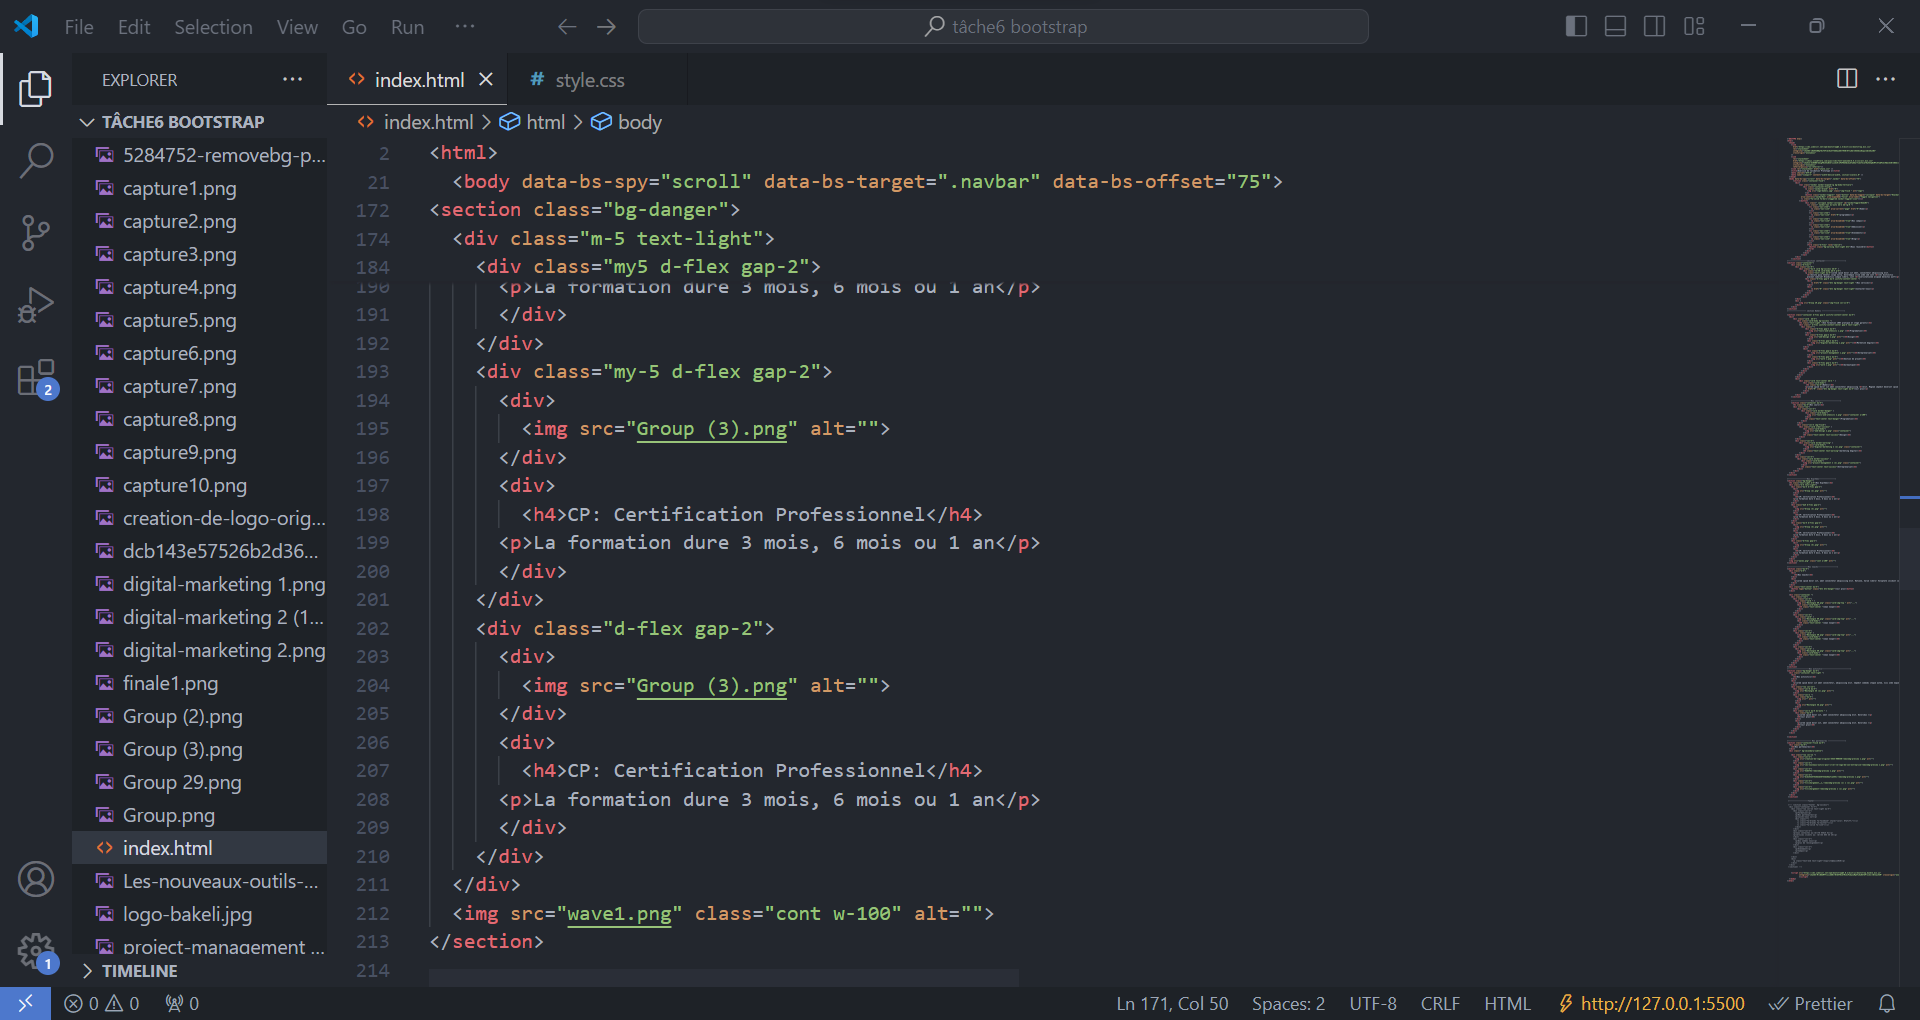 File Edit Selection View Go Run ··· tâche6 bootstrap
EXPLORER
TÂCHE6 BOOTSTRAP
5284752-removebg-p...
capture1.png
capture2.png
capture3.png
capture4.png
capture5.png
capture6.png
capture7.png
capture8.png
capture9.png
capture10.png
creation-de-logo-orig...
dcb143e57526b2d36...
digital-marketing 1.png
digital-marketing 2 (1...
digital-marketing 2.png
finale1.png
Group (2).png
Group (3).png
Group 29.png
Group.png
index.html
Les-nouveaux-outils-...
logo-bakeli.jpg
project-management ...
TIMELINE
index.html # style.css
index.html > html > body
2 <html>
21 <body data-bs-spy="scroll" data-bs-target=".navbar" data-bs-offset="75">
172 <section class="bg-danger">
174 <div class="m-5 text-light">
184 <div class="my5 d-flex gap-2">
190 <p>La formation dure 3 mois, 6 mois ou 1 an</p>
191 </div>
192 </div>
193 <div class="my-5 d-flex gap-2">
194 <div>
195 <img src="Group (3).png" alt="">
196 </div>
197 <div>
198 <h4>CP: Certification Professionnel</h4>
199 <p>La formation dure 3 mois, 6 mois ou 1 an</p>
200 </div>
201 </div>
202 <div class="d-flex gap-2">
203 <div>
204 <img src="Group (3).png" alt="">
205 </div>
206 <div>
207 <h4>CP: Certification Professionnel</h4>
208 <p>La formation dure 3 mois, 6 mois ou 1 an</p>
209 </div>
210 </div>
211 </div>
212 <img src="wave1.png" class="cont w-100" alt="">
213 </section>
214
2
1
0 0 0 Ln 171, Col 50 Spaces: 2 UTF-8 CRLF HTML http://127.0.0.1:5500 Prettier